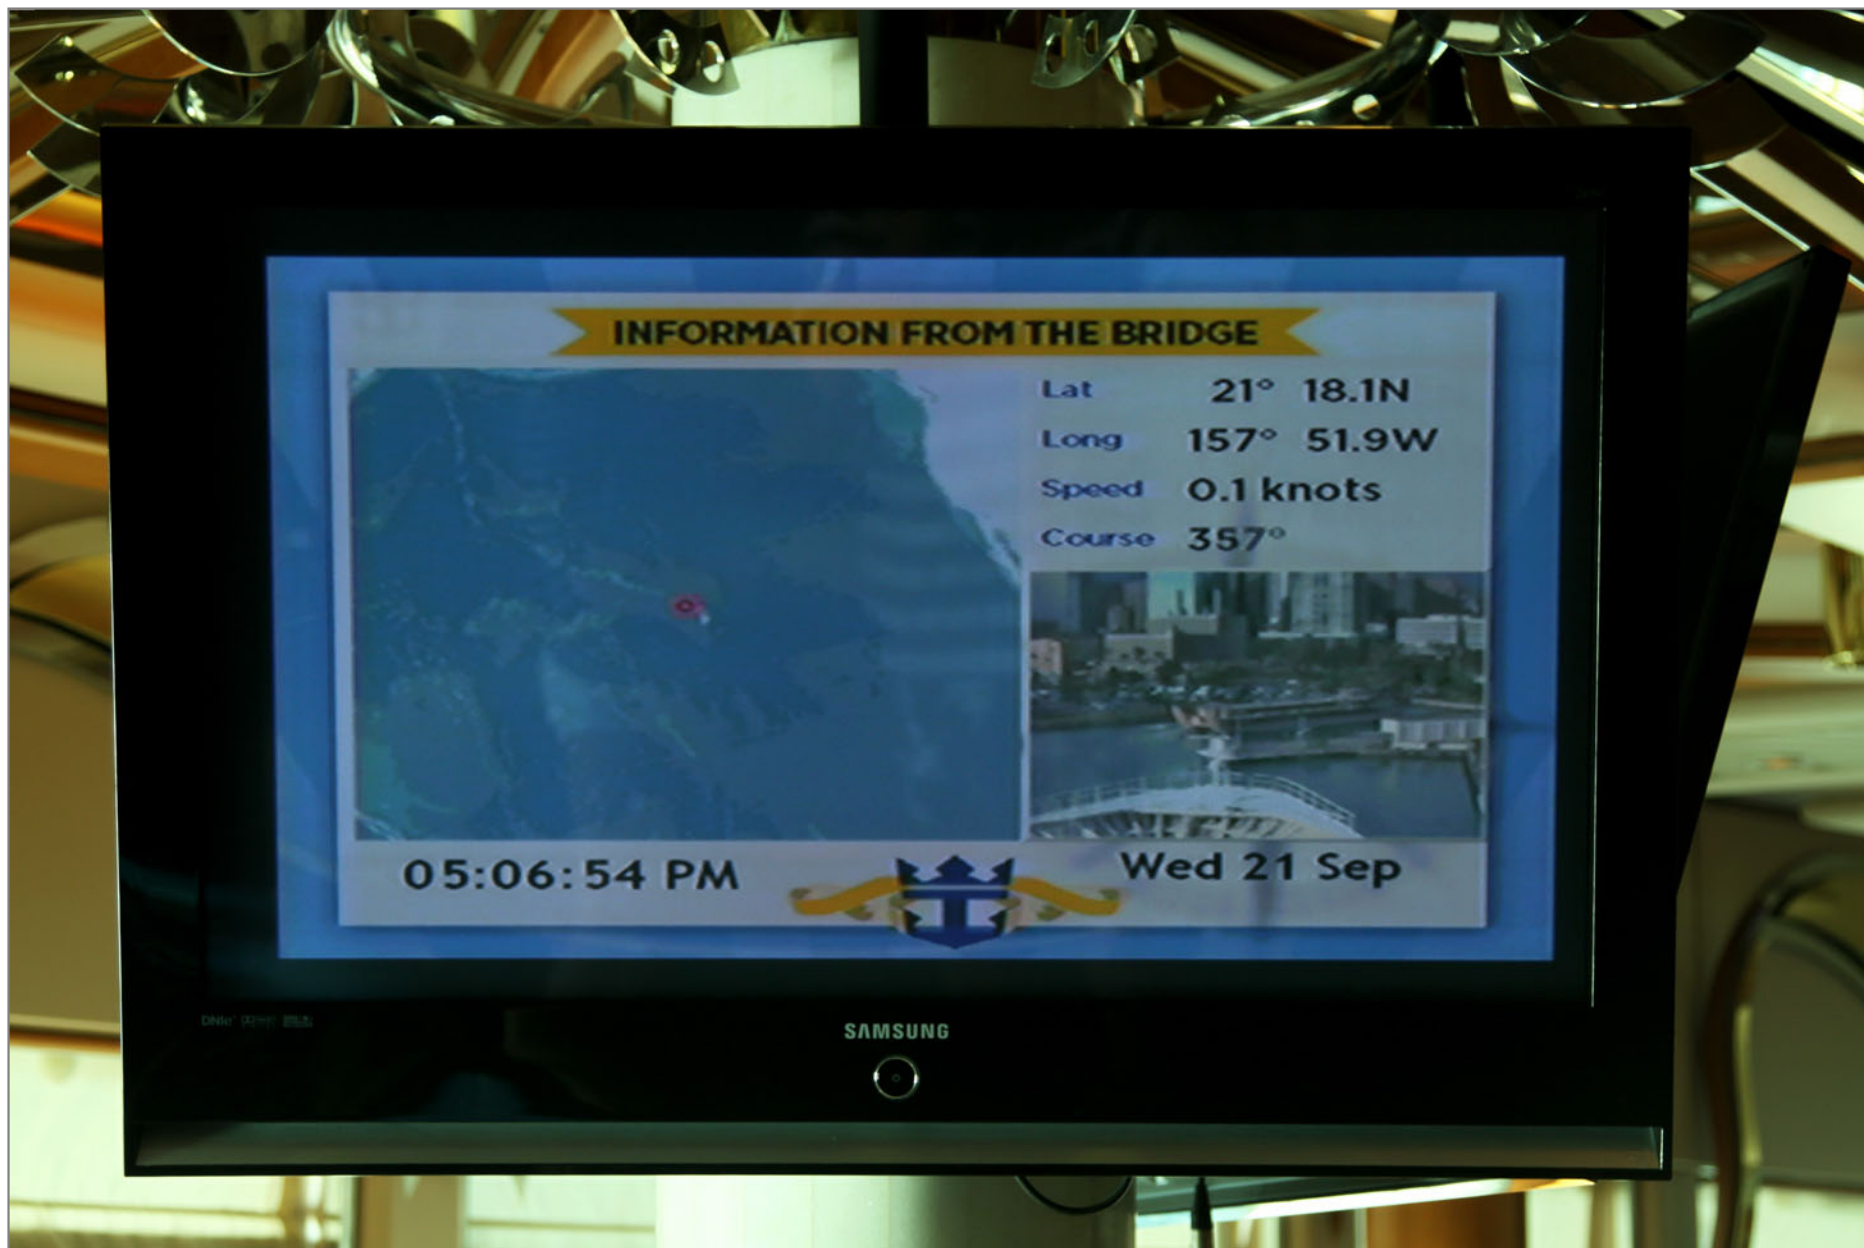 INFORMATION FROM THE BRIDGE
Lat 21° 18.1N
Long 157° 51.9W
Speed 0.1 knots
Course 357°
05:06:54 PM
Wed 21 Sep
DNIe
SAMSUNG